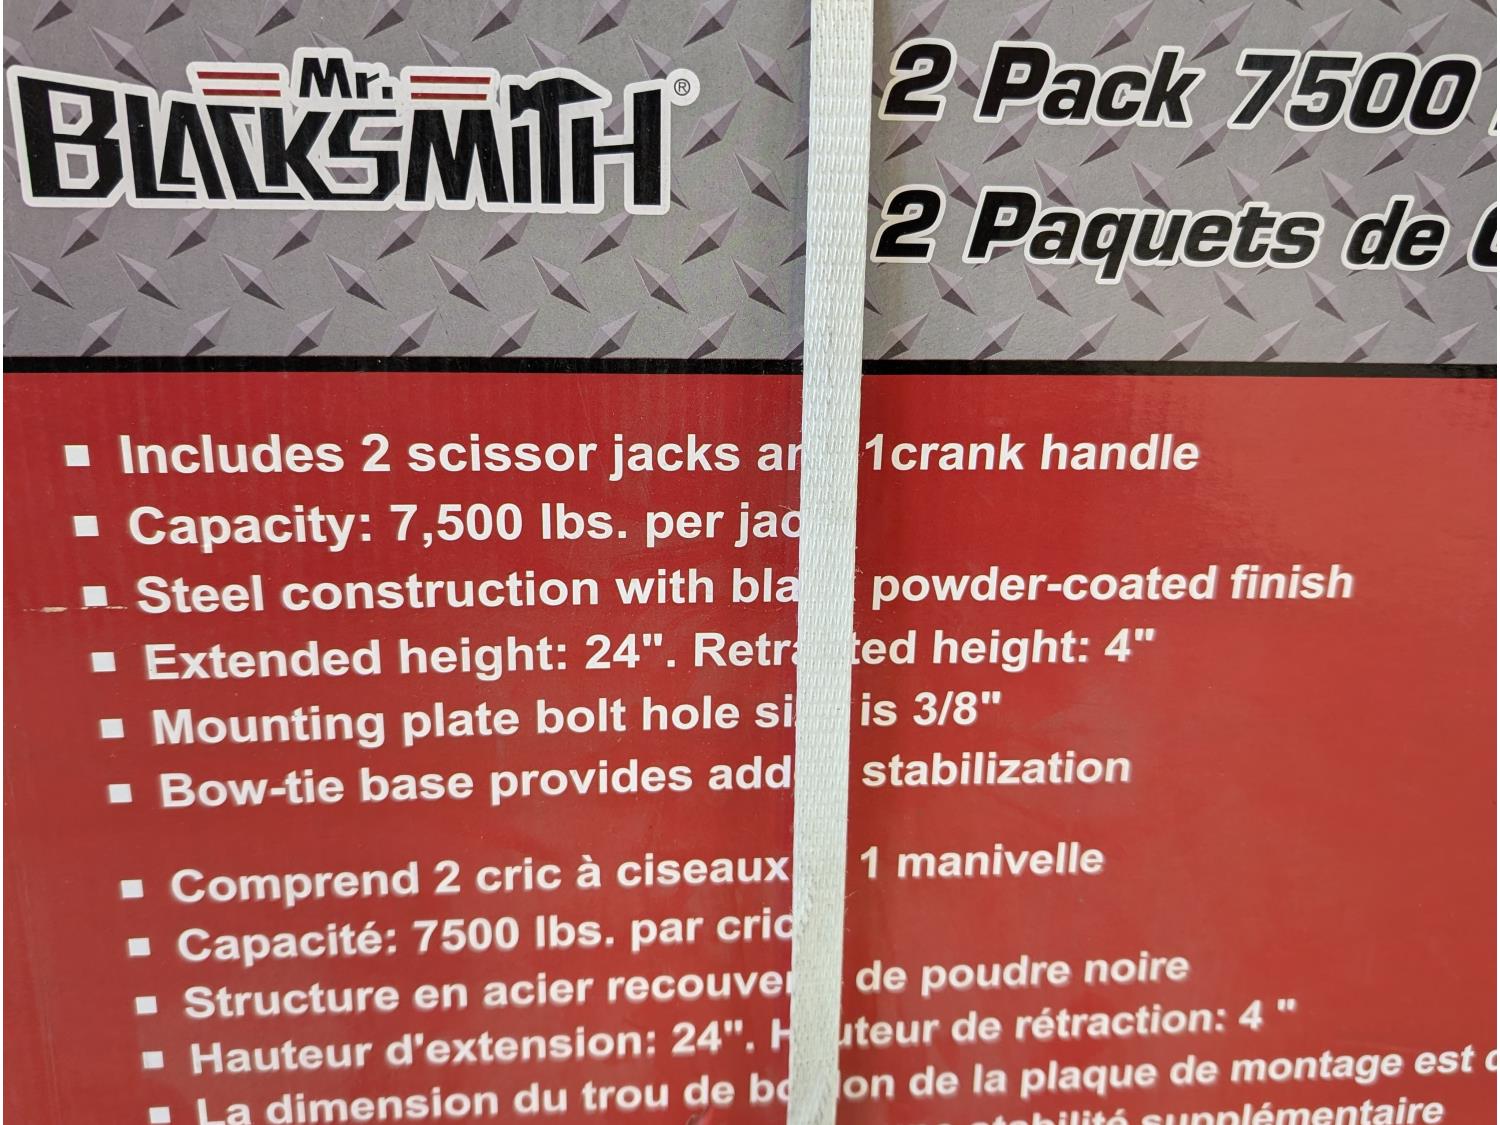 Mr.
BLACKSMITH®
2 Pack 7500
2 Paquets de
Includes 2 scissor jacks 1crank handle
Capacity: 7,500 lbs. per
Steel construction with powder-coated finish
Extended height: 24". height: 4"
Mounting plate bolt hole is 3/8"
Bow-tie base provides stabilization
Comprend 2 cric à ciseaux 1 manivelle
Capacité: 7500 lbs. par cric
Structure en acier de poudre noire
Hauteur d'extension: 24". de rétraction: 4 "
La dimension du trou de de la plaque de montage est
stabilité supplémentaire